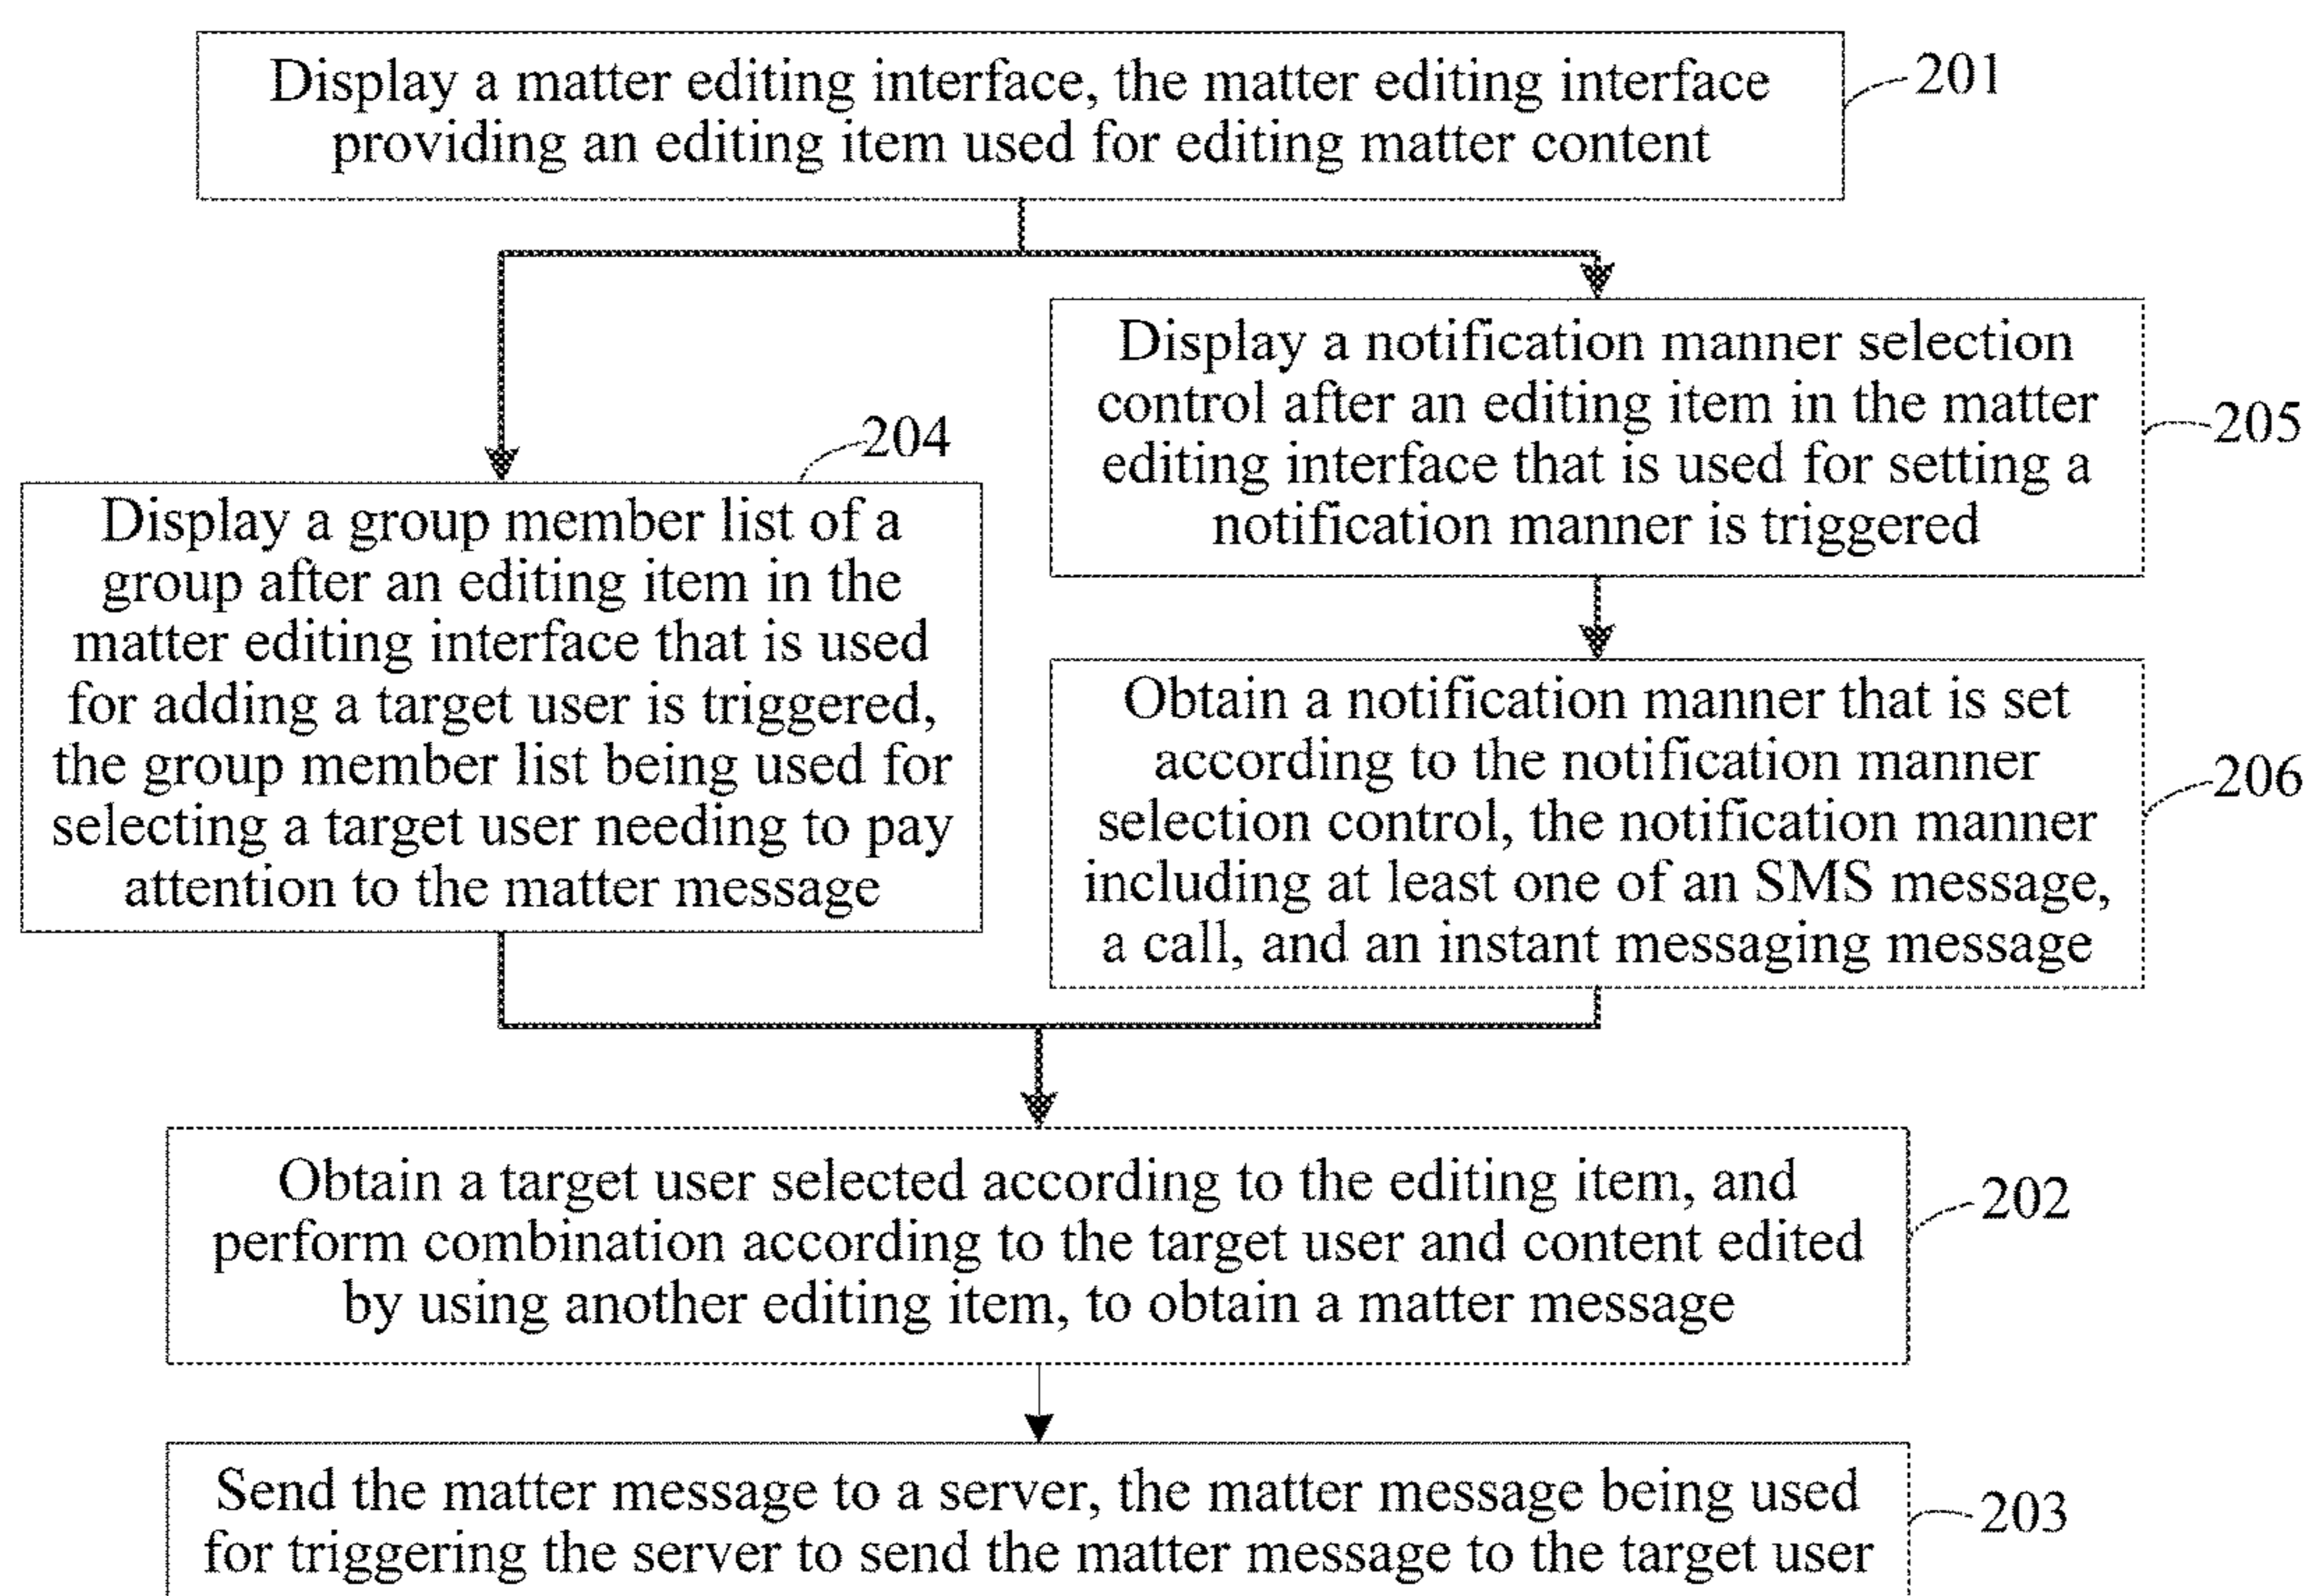 Display a matter editing interface, the matter editing interface
providing an editing item used for editing matter content
201
Display a notification manner selection
control after an editing item in the matter
editing interface that is used for setting a
notification manner is triggered
205
204
Display a group member list of a
group after an editing item in the
matter editing interface that is used
for adding a target user is triggered,
the group member list being used for
selecting a target user needing to pay
attention to the matter message
Obtain a notification manner that is set
according to the notification manner
selection control, the notification manner
including at least one of an SMS message,
a call, and an instant messaging message
206
Obtain a target user selected according to the editing item, and
perform combination according to the target user and content edited
by using another editing item, to obtain a matter message
202
Send the matter message to a server, the matter message being used
for triggering the server to send the matter message to the target user
203